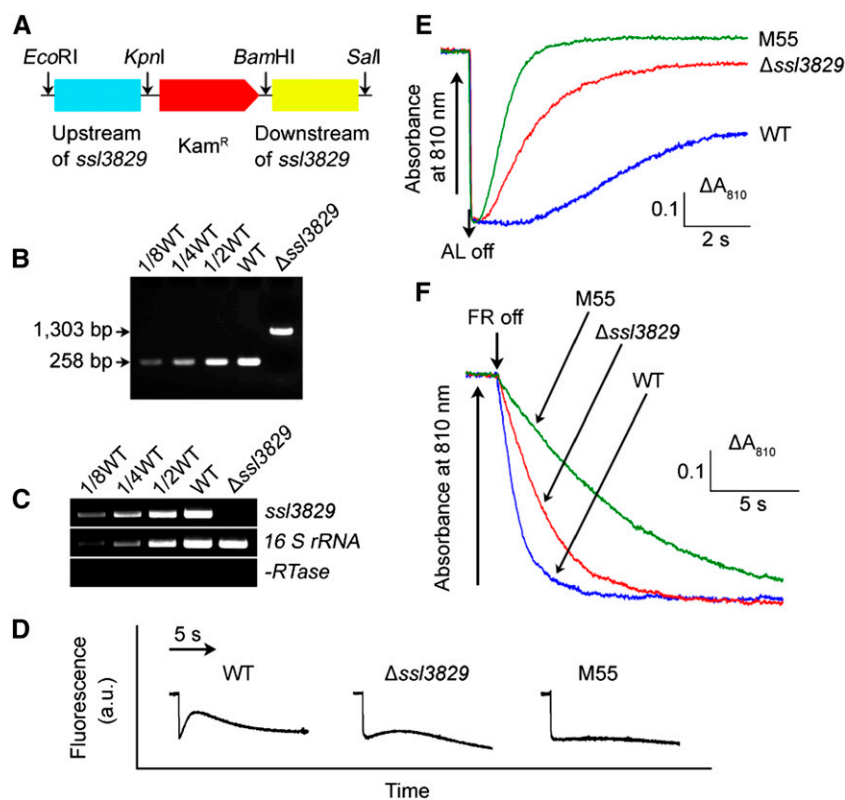 A
EcoRI KpnI BamHI SalI
Upstream of ssl3829
Kam^R
Downstream of ssl3829
B
1/8WT 1/4WT 1/2WT WT Δssl3829
1,303 bp
258 bp
C
1/8WT 1/4WT 1/2WT WT Δssl3829
ssl3829
16 S rRNA
-RTase
D
Fluorescence (a.u.)
5 s
WT Δssl3829 M55
Time
E
M55
Δssl3829
WT
Absorbance at 810 nm
AL off
ΔA₈₁₀
0.1
2 s
F
M55
FR off
Δssl3829
WT
Absorbance at 810 nm
ΔA₈₁₀
0.1
5 s